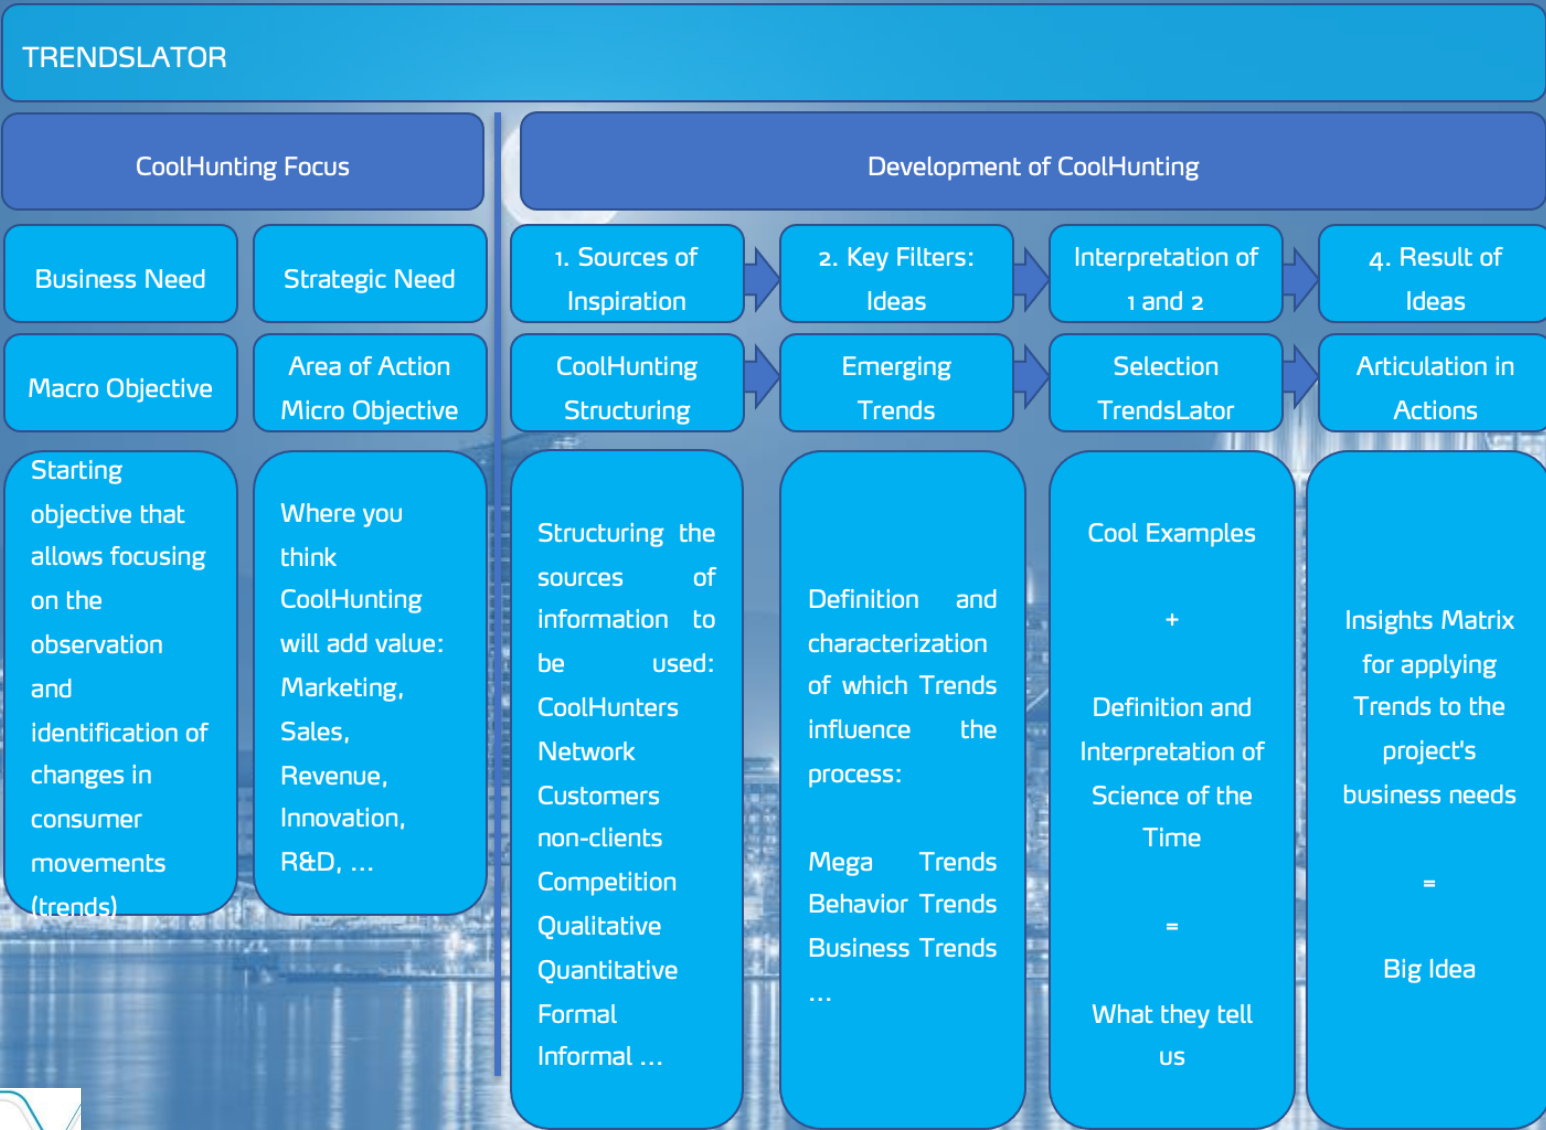 TRENDSLATOR
CoolHunting Focus
Development of CoolHunting
Business Need
Strategic Need
1. Sources of
Inspiration
2. Key Filters:
Ideas
Interpretation of
1 and 2
4. Result of
Ideas
Macro Objective
Area of Action
Micro Objective
CoolHunting
Structuring
Emerging
Trends
Selection
TrendsLator
Articulation in
Actions
Starting
objective that
allows focusing
on the
observation
and
identification of
changes in
consumer
movements
(trends)
Where you
think
CoolHunting
will add value:
Marketing,
Sales,
Revenue,
Innovation,
R&D, ...
Structuring the
sources of
information to
be used:
CoolHunters
Network
Customers
non-clients
Competition
Qualitative
Quantitative
Formal
Informal ...
Definition and
characterization
of which Trends
influence the
process:
Mega Trends
Behavior Trends
Business Trends
...
Cool Examples
+
Definition and
Interpretation of
Science of the
Time
=
What they tell
us
Insights Matrix
for applying
Trends to the
project's
business needs
=
Big Idea